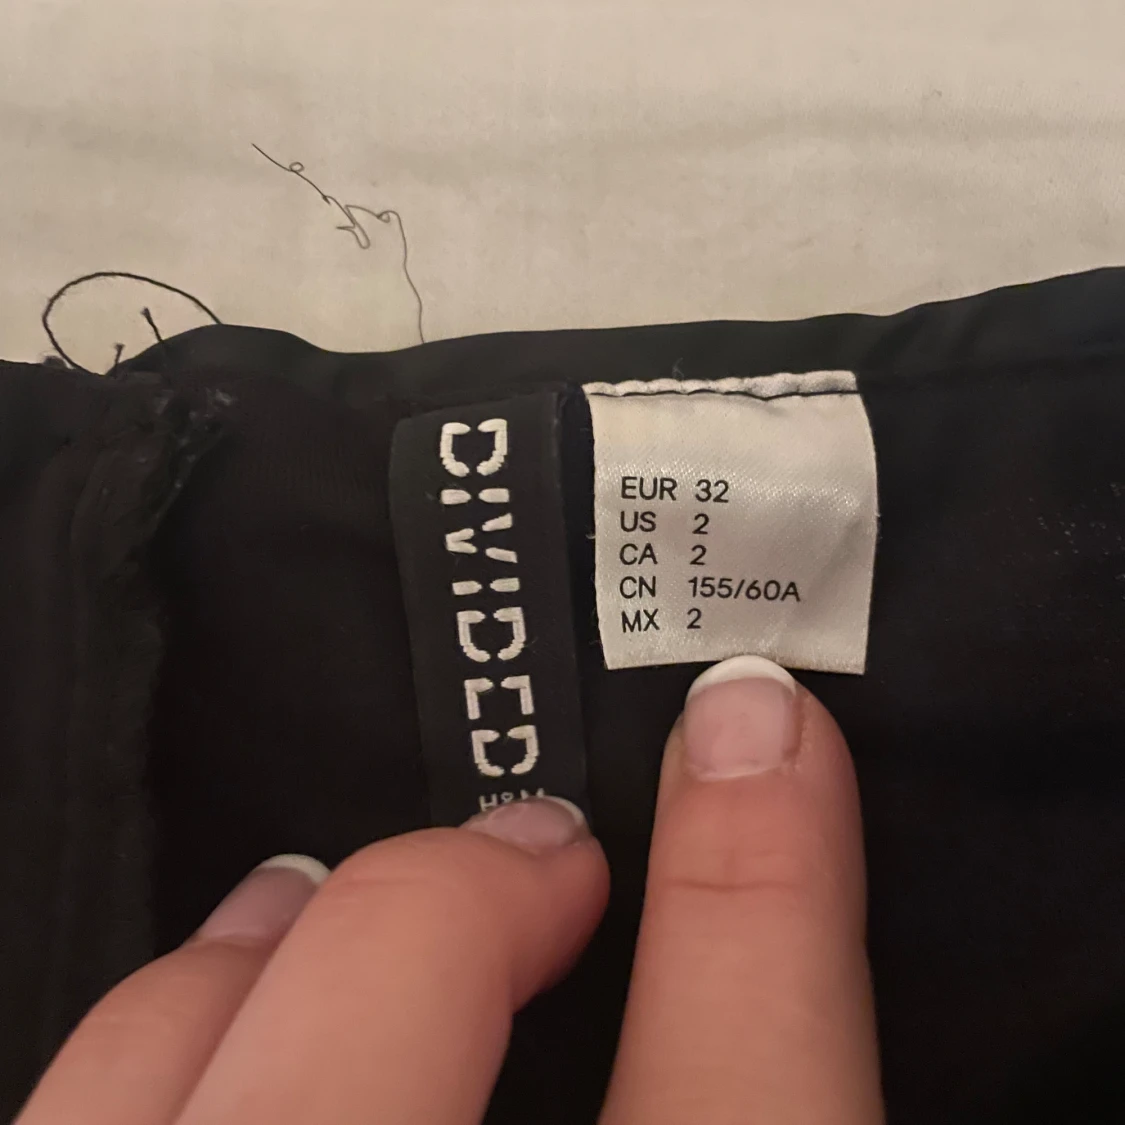 DIVIDED
H&M
EUR 32
US 2
CA 2
CN 155/60A
MX 2